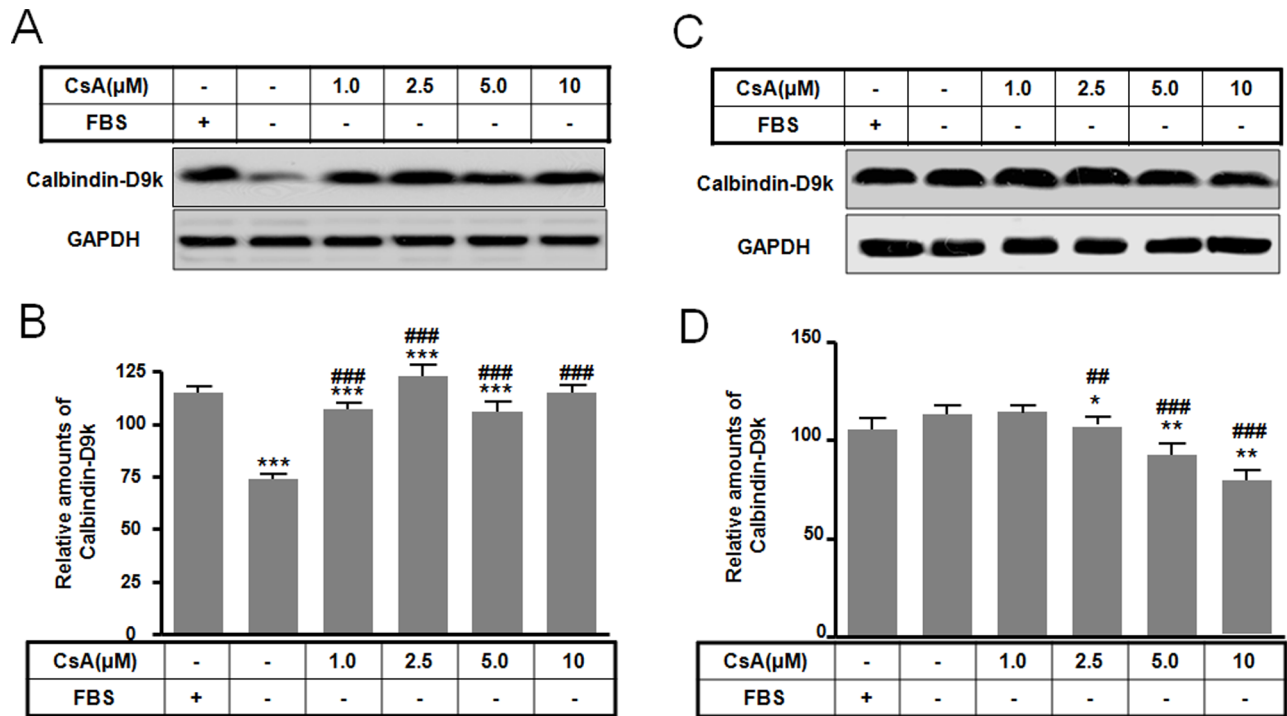 A
CsA(µM) - - 1.0 2.5 5.0 10
FBS + - - - - -
Calbindin-D9k
GAPDH
B
Relative amounts of
Calbindin-D9k
125
100
75
50
25
0
***
###
***
###
***
###
***
###
CsA(µM) - - 1.0 2.5 5.0 10
FBS + - - - - -
C
CsA(µM) - - 1.0 2.5 5.0 10
FBS + - - - - -
Calbindin-D9k
GAPDH
D
Relative amounts of
Calbindin-D9k
150
100
50
0
##
*
###
**
###
**
CsA(µM) - - 1.0 2.5 5.0 10
FBS + - - - - -